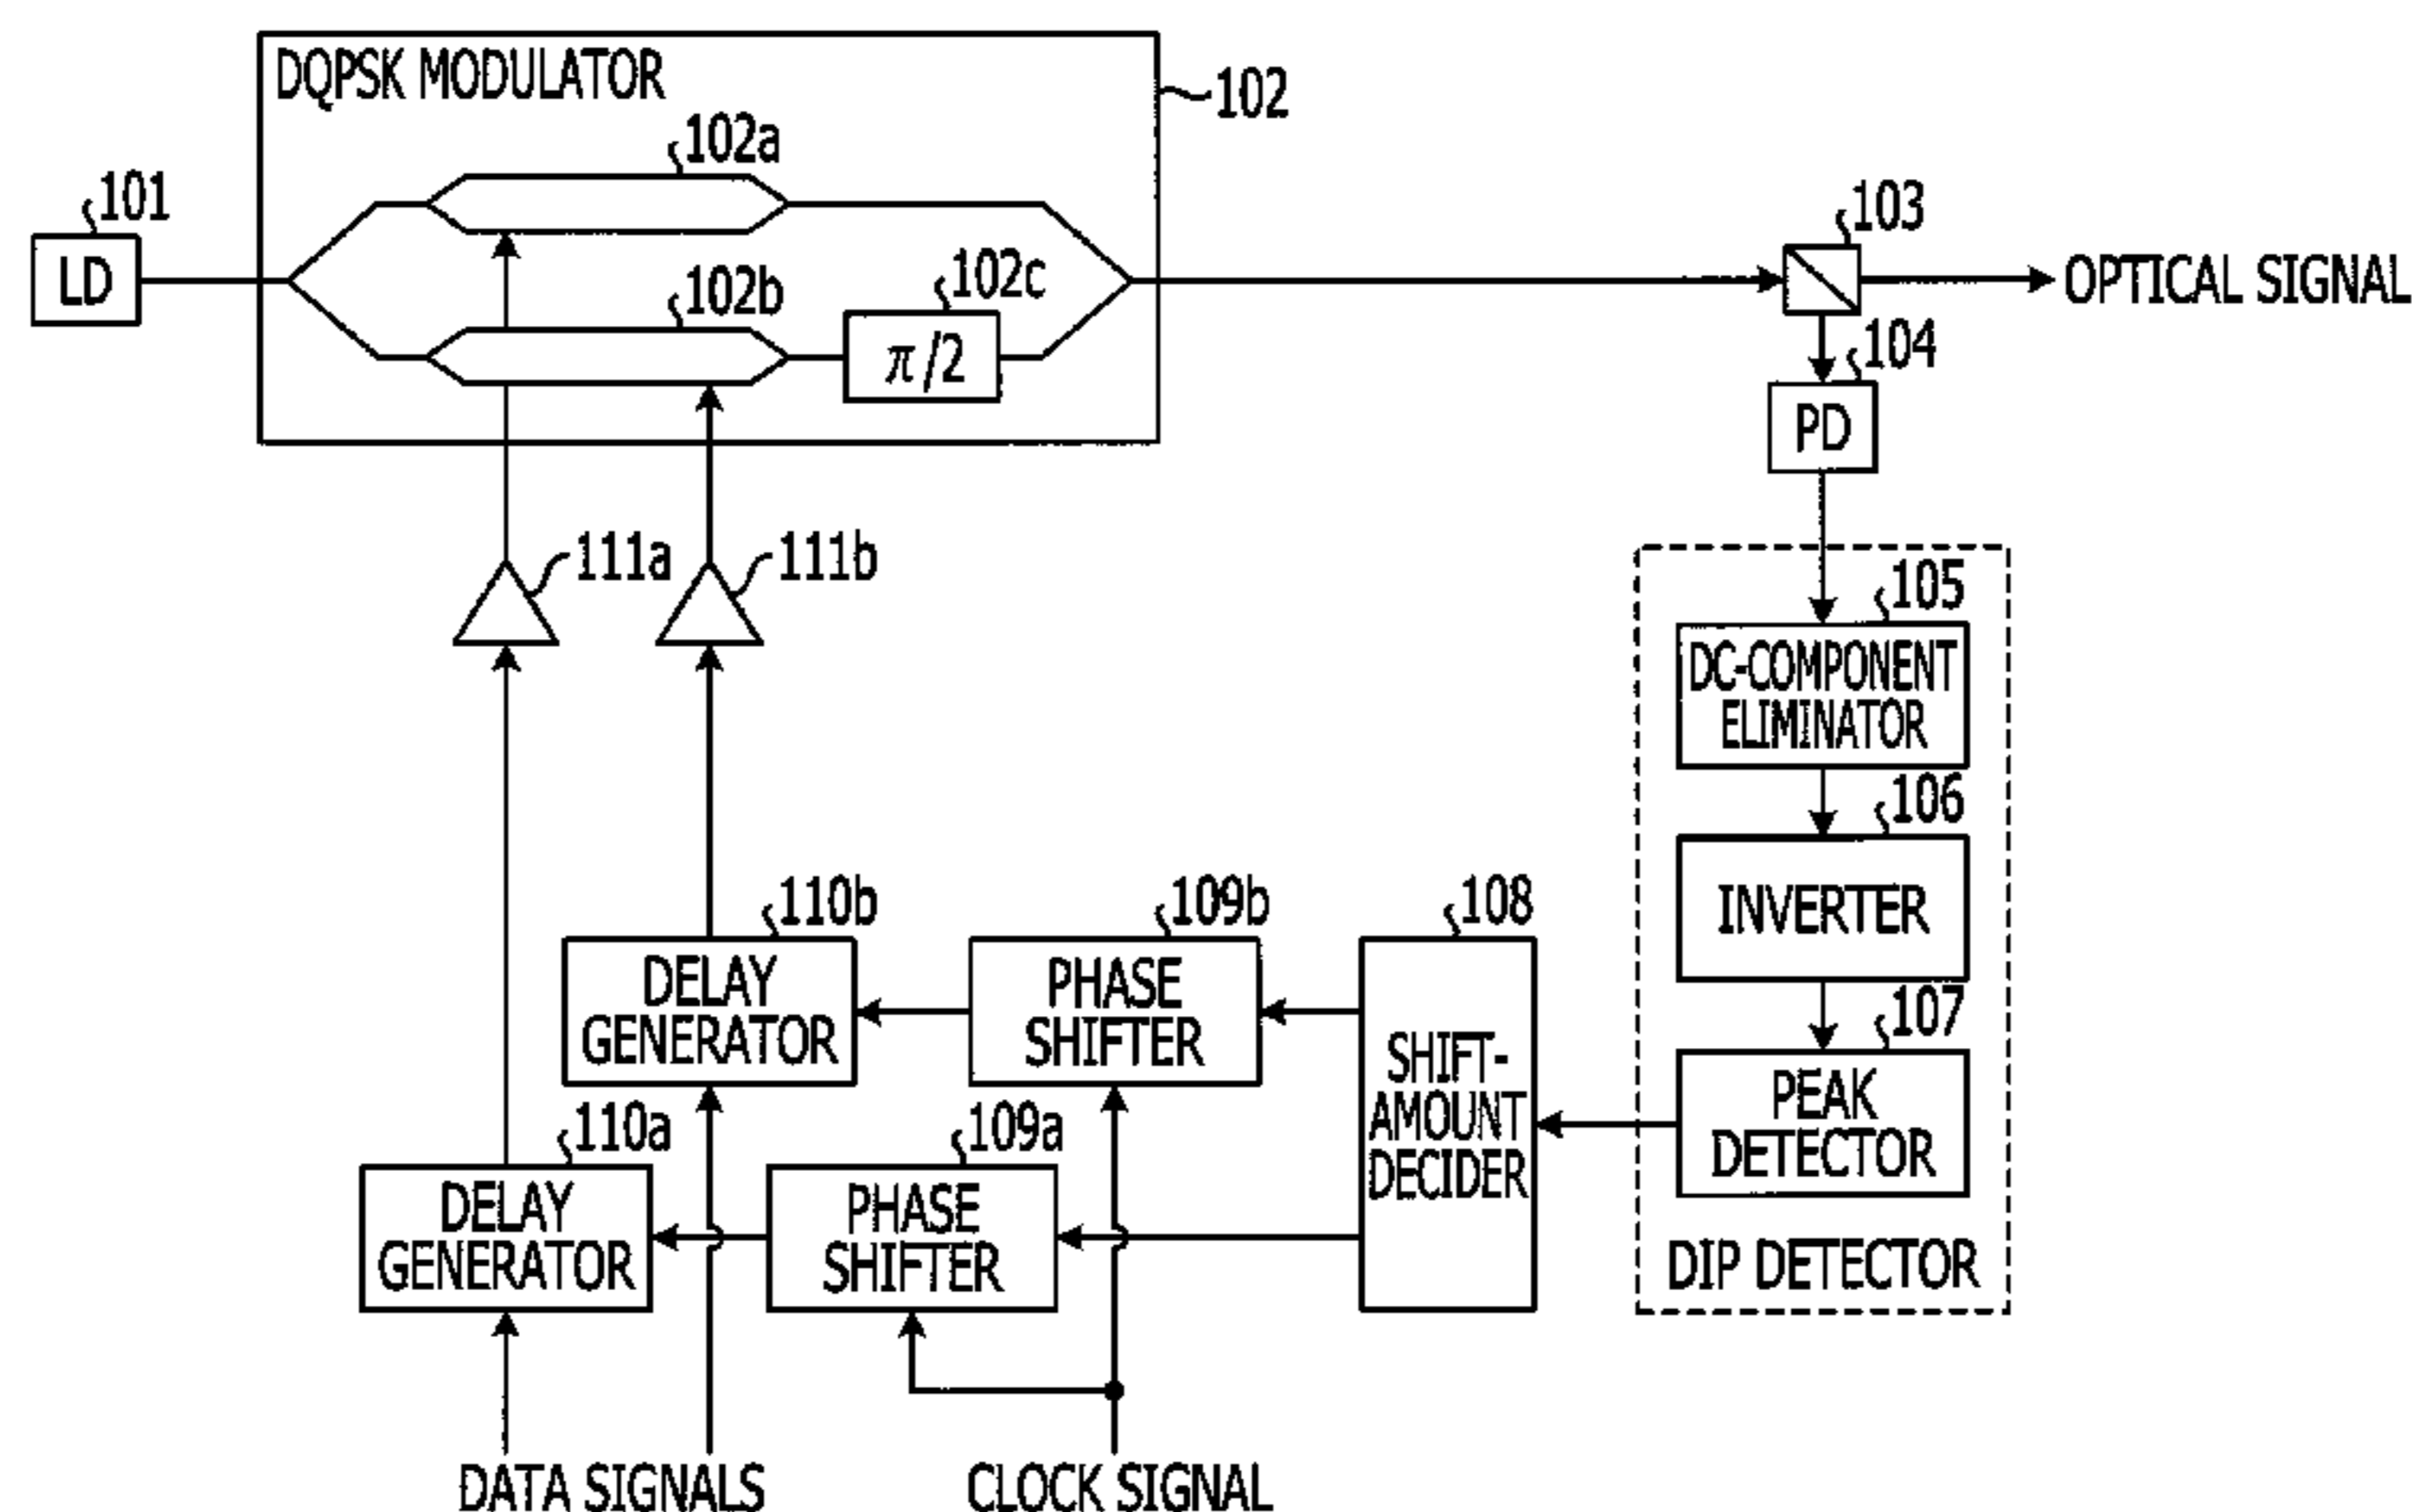 DQPSK MODULATOR
102
102a
101
LD
102b
102c
π/2
103
OPTICAL SIGNAL
104
PD
111a
111b
105
DC-COMPONENT
ELIMINATOR
106
INVERTER
107
PEAK
DETECTOR
DIP DETECTOR
108
SHIFT-
AMOUNT
DECIDER
109b
PHASE
SHIFTER
110b
DELAY
GENERATOR
109a
PHASE
SHIFTER
110a
DELAY
GENERATOR
DATA SIGNALS
CLOCK SIGNAL